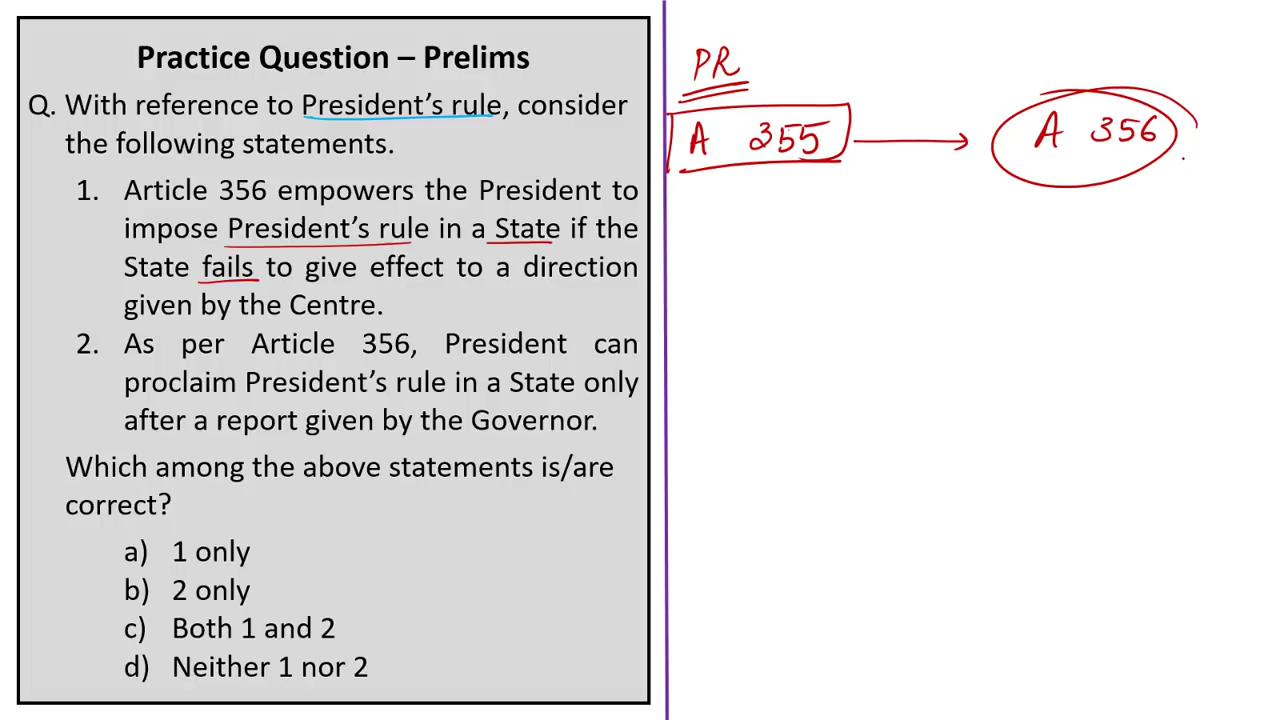 Practice Question – Prelims
Q. With reference to President’s rule, consider
the following statements.
1. Article 356 empowers the President to
impose President’s rule in a State if the
State fails to give effect to a direction
given by the Centre.
2. As per Article 356, President can
proclaim President’s rule in a State only
after a report given by the Governor.
Which among the above statements is/are
correct?
a) 1 only
b) 2 only
c) Both 1 and 2
d) Neither 1 nor 2
PR
A 355
A 356